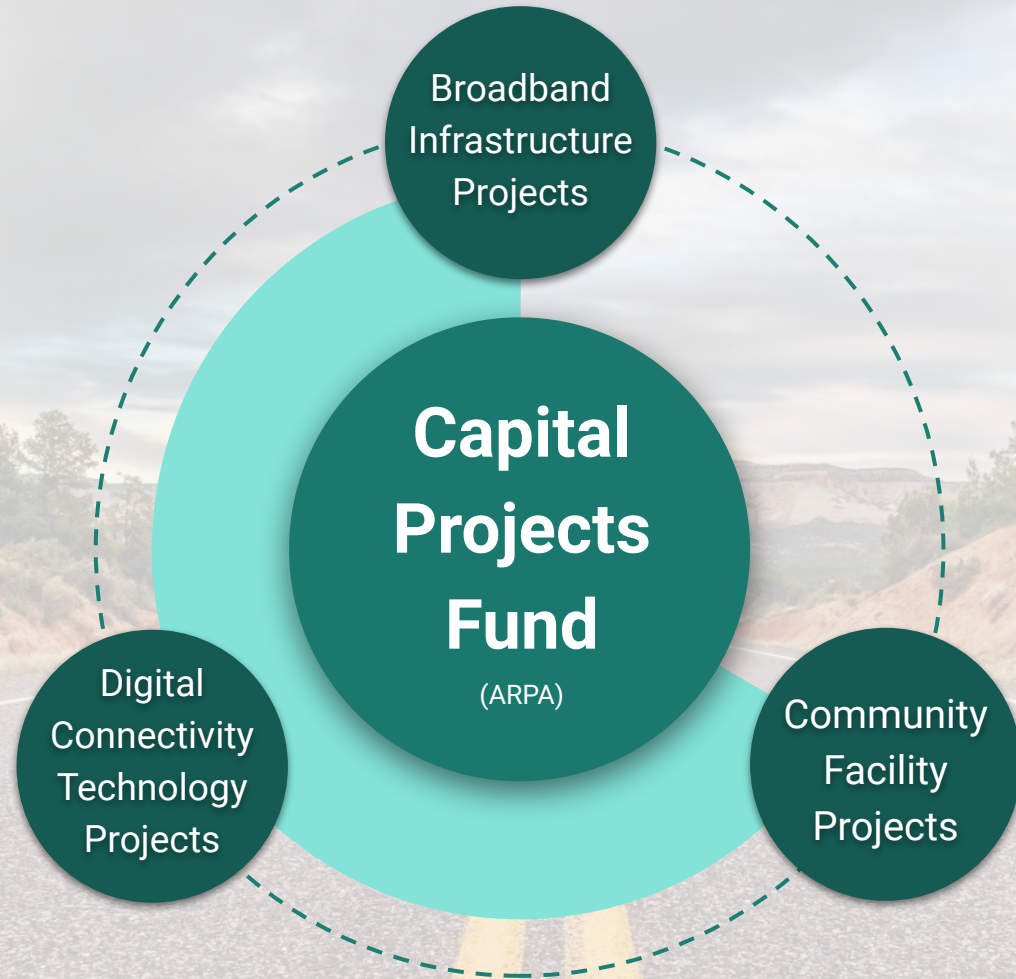 Broadband
Infrastructure
Projects
Capital
Projects
Fund
(ARPA)
Digital
Connectivity
Technology
Projects
Community
Facility
Projects